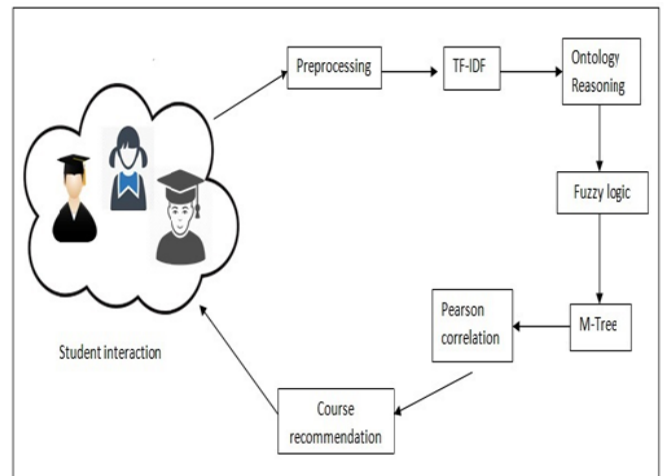 Preprocessing
TF-IDF
Ontology
Reasoning
Fuzzy logic
M-Tree
Pearson
correlation
Course
recommendation
Student interaction